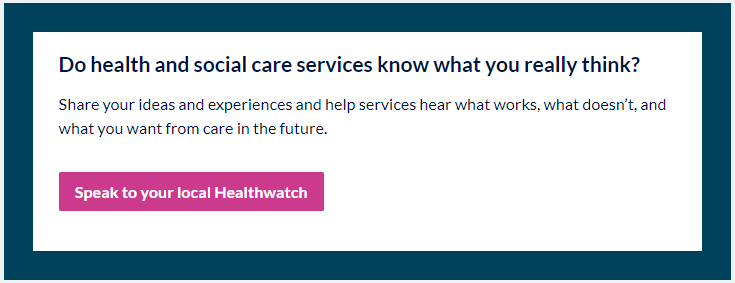 Do health and social care services know what you really think?
Share your ideas and experiences and help services hear what works, what doesn’t, and
what you want from care in the future.
Speak to your local Healthwatch